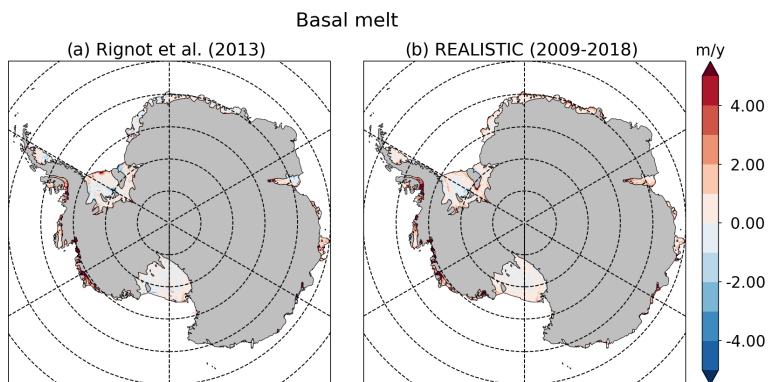 Basal melt
(a) Rignot et al. (2013)
(b) REALISTIC (2009-2018)
m/y
4.00
2.00
0.00
-2.00
-4.00